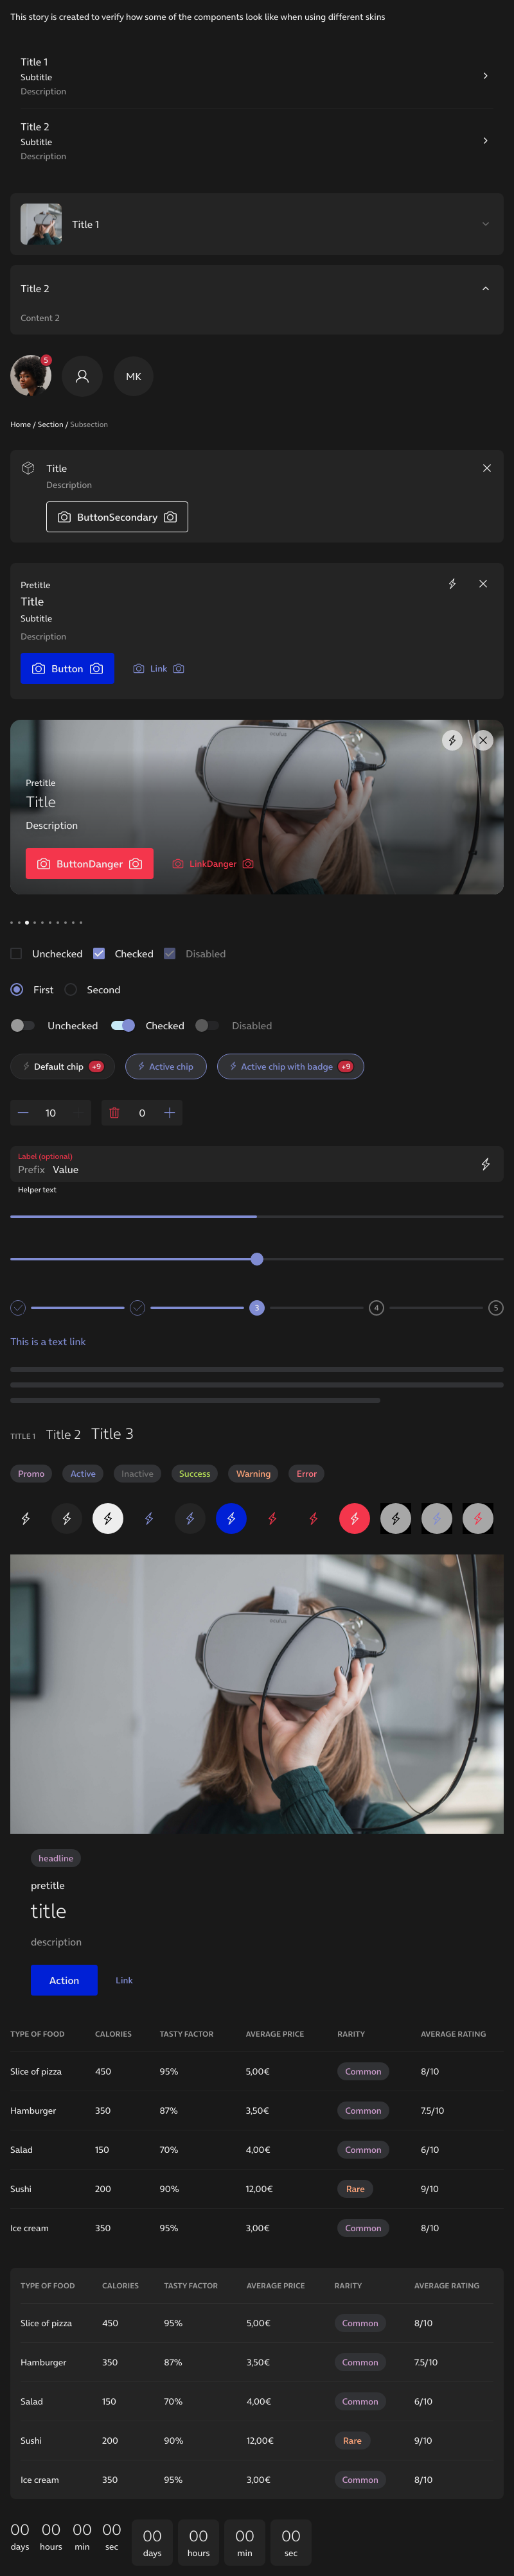 This story is created to verify how some of the components look like when using different skins
Title 1
Subtitle
Description
Title 2
Subtitle
Description
Title 1
Title 2
Content 2
5
MK
Home / Section / Subsection
Title
Description
ButtonSecondary
Pretitle
Title
Subtitle
Description
Button Link
oculus
Pretitle
Title
Description
ButtonDanger LinkDanger
Unchecked Checked Disabled
First Second
Unchecked Checked Disabled
Default chip +9 Active chip Active chip with badge +9
10 0
Label (optional)
Prefix Value
Helper text
3 4 5
This is a text link
TITLE 1 Title 2 Title 3
Promo Active Inactive Success Warning Error
headline
pretitle
title
description
Action Link
TYPE OF FOOD CALORIES TASTY FACTOR AVERAGE PRICE RARITY AVERAGE RATING
Slice of pizza 450 95% 5,00€ Common 8/10
Hamburger 350 87% 3,50€ Common 7.5/10
Salad 150 70% 4,00€ Common 6/10
Sushi 200 90% 12,00€ Rare 9/10
Ice cream 350 95% 3,00€ Common 8/10
TYPE OF FOOD CALORIES TASTY FACTOR AVERAGE PRICE RARITY AVERAGE RATING
Slice of pizza 450 95% 5,00€ Common 8/10
Hamburger 350 87% 3,50€ Common 7.5/10
Salad 150 70% 4,00€ Common 6/10
Sushi 200 90% 12,00€ Rare 9/10
Ice cream 350 95% 3,00€ Common 8/10
00 00 00 00 00 00 00 00
days hours min sec days hours min sec